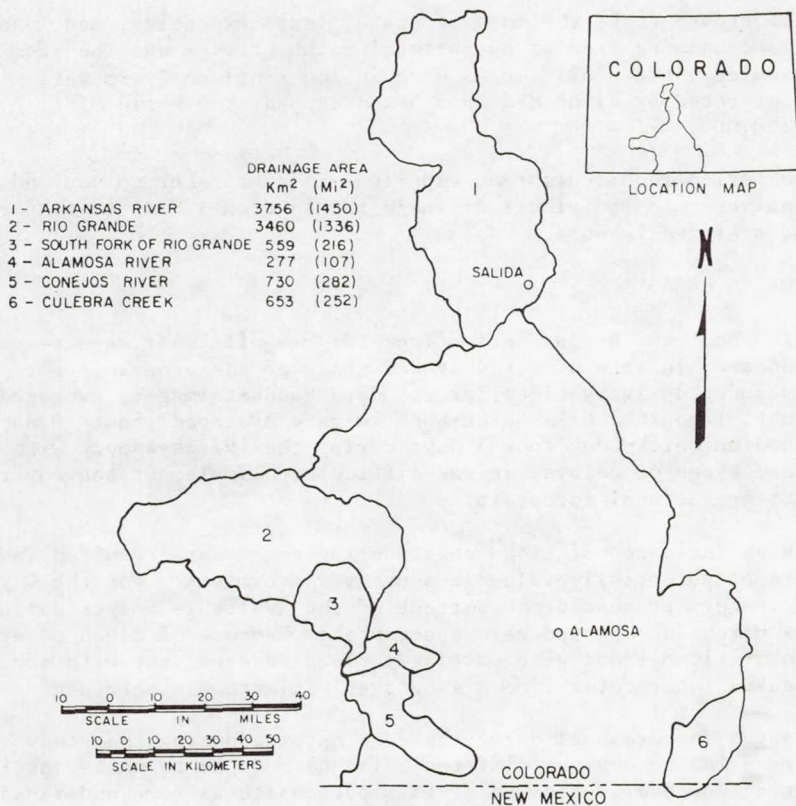 COLORADO
LOCATION MAP
DRAINAGE AREA
Km2 (Mi2)
1 - ARKANSAS RIVER 3756 (1450)
2 - RIO GRANDE 3460 (1336)
3 - SOUTH FORK OF RIO GRANDE 559 (216)
4 - ALAMOSA RIVER 277 (107)
5 - CONEJOS RIVER 730 (282)
6 - CULEBRA CREEK 653 (252)
1
SALIDA
2
3
ALAMOSA
4
5
6
10 10 20 40
SCALE IN MILES
10 0 10 20 30 40 50
SCALE IN KILOMETERS
COLORADO
NEW MEXICO